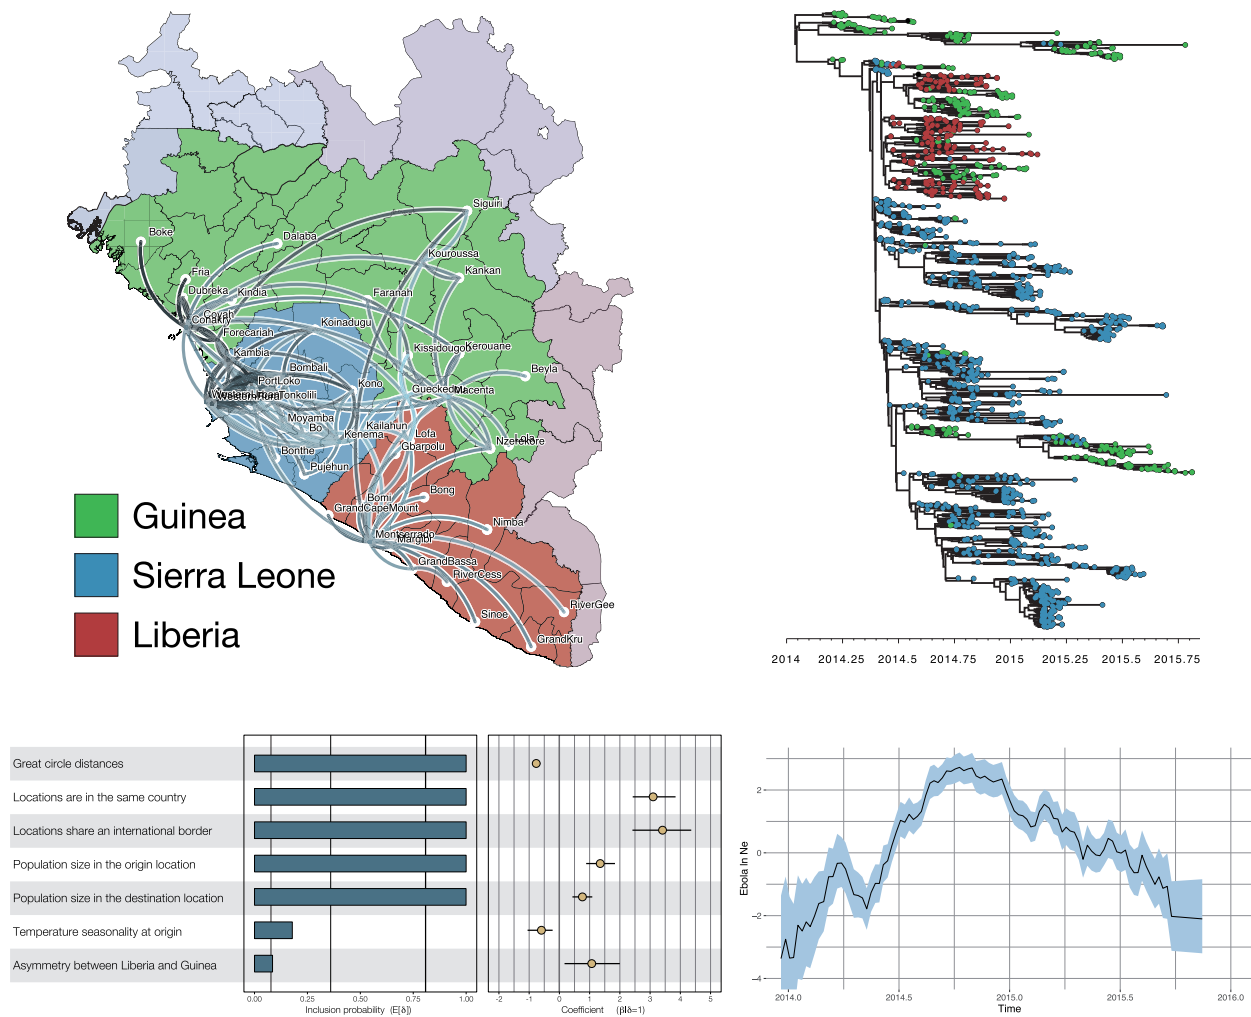 Siguiri
Boke
Dalaba
Kouroussa
Fria
Kankan
Dubreka
Kindia
Faranah
Coyah
Conakry
Koinadugu
Forecariah
Kissidougou
Kerouane
Kambia
Bombali
Beyla
PortLoko
Kono
Gueckedou
Macenta
WesternRural
Tonkolili
Moyamba
Bo
Kailahun
Kenema
Lofa
Lola
Nzerekore
Gbarpolu
Bonthe
Pujehun
Bong
Bomi
GrandCapeMount
Nimba
Montserrado
Margibi
GrandBassa
RiverCess
RiverGee
Sinoe
GrandKru
Guinea
Sierra Leone
Liberia
2014 2014.25 2014.5 2014.75 2015 2015.25 2015.5 2015.75
Great circle distances
Locations are in the same country
Locations share an international border
Population size in the origin location
Population size in the destination location
Temperature seasonality at origin
Asymmetry between Liberia and Guinea
0.00 0.25 0.50 0.75 1.00
Inclusion probability (E[δ])
-2 -1 0 1 2 3 4 5
Coefficient (β|δ=1)
Ebola ln Ne
2
0
−2
−4
2014.0 2014.5 2015.0 2015.5 2016.0
Time